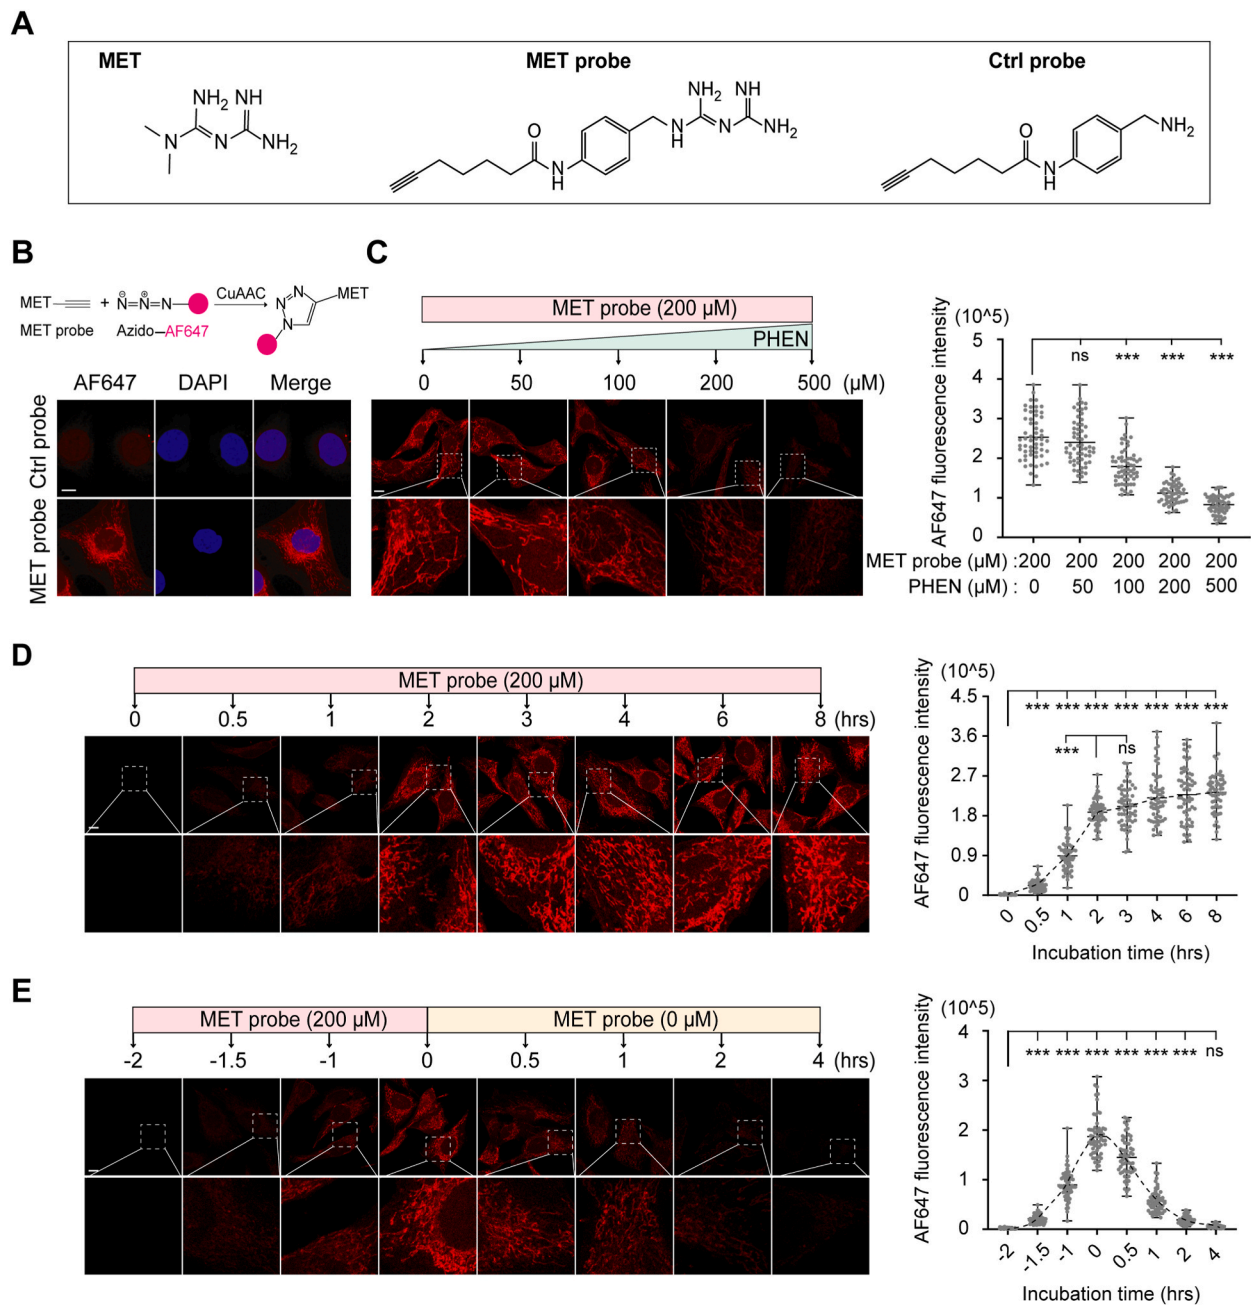 A
MET
MET probe
Ctrl probe
NH₂ NH
N N NH₂
O
N
H
N
H
NH₂ NH
N NH₂
O
N
H
NH₂
B
MET + N=N=N CuAAC
⊖ ⊕
N N N MET
MET probe Azido–AF647
AF647 DAPI Merge
Ctrl probe
MET probe
C
MET probe (200 μM)
PHEN
0 50 100 200 500 (μM)
(10^5)
AF647 fluorescence intensity
5
4
3
2
1
0
ns *** *** ***
MET probe (μM) : 200 200 200 200 200
PHEN (μM) : 0 50 100 200 500
D
MET probe (200 μM)
0 0.5 1 2 3 4 6 8 (hrs)
(10^5)
AF647 fluorescence intensity
4.5
3.6
2.7
1.8
0.9
0
*** *** *** *** *** *** ***
*** ns
0 0.5 1 2 3 4 6 8
Incubation time (hrs)
E
MET probe (200 μM) MET probe (0 μM)
-2 -1.5 -1 0 0.5 1 2 4 (hrs)
(10^5)
AF647 fluorescence intensity
4
3
2
1
0
*** *** *** *** *** *** ns
-2 -1.5 -1 0 0.5 1 2 4
Incubation time (hrs)